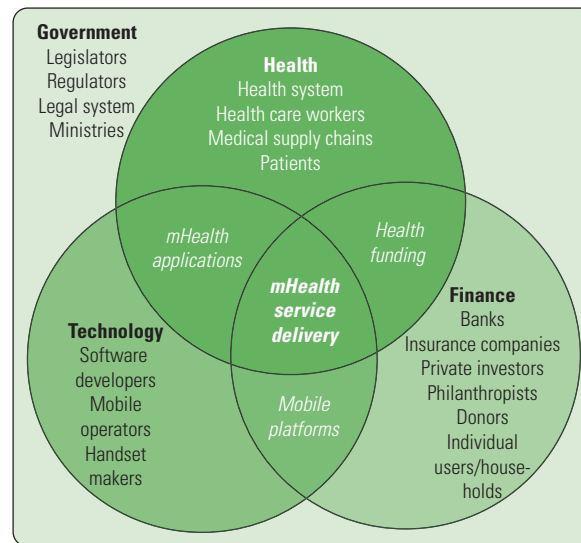 Government
Legislators
Regulators
Legal system
Ministries
Health
Health system
Health care workers
Medical supply chains
Patients
mHealth
applications
Health
funding
mHealth
service
delivery
Technology
Software
developers
Mobile
operators
Handset
makers
Finance
Banks
Insurance companies
Private investors
Philanthropists
Donors
Individual
users/house-
holds
Mobile
platforms